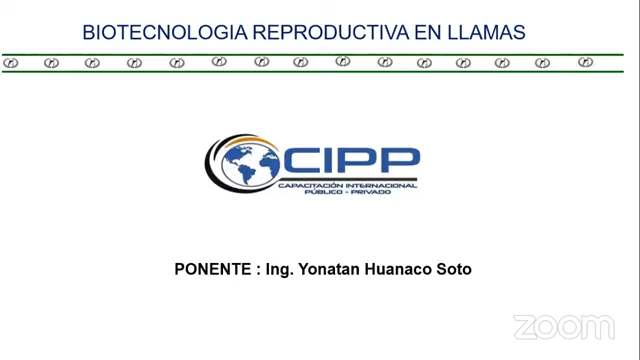 BIOTECNOLOGIA REPRODUCTIVA EN LLAMAS
CIPP
CAPACITACIÓN INTERNACIONAL
PÚBLICO - PRIVADO
PONENTE : Ing. Yonatan Huanaco Soto
zoom